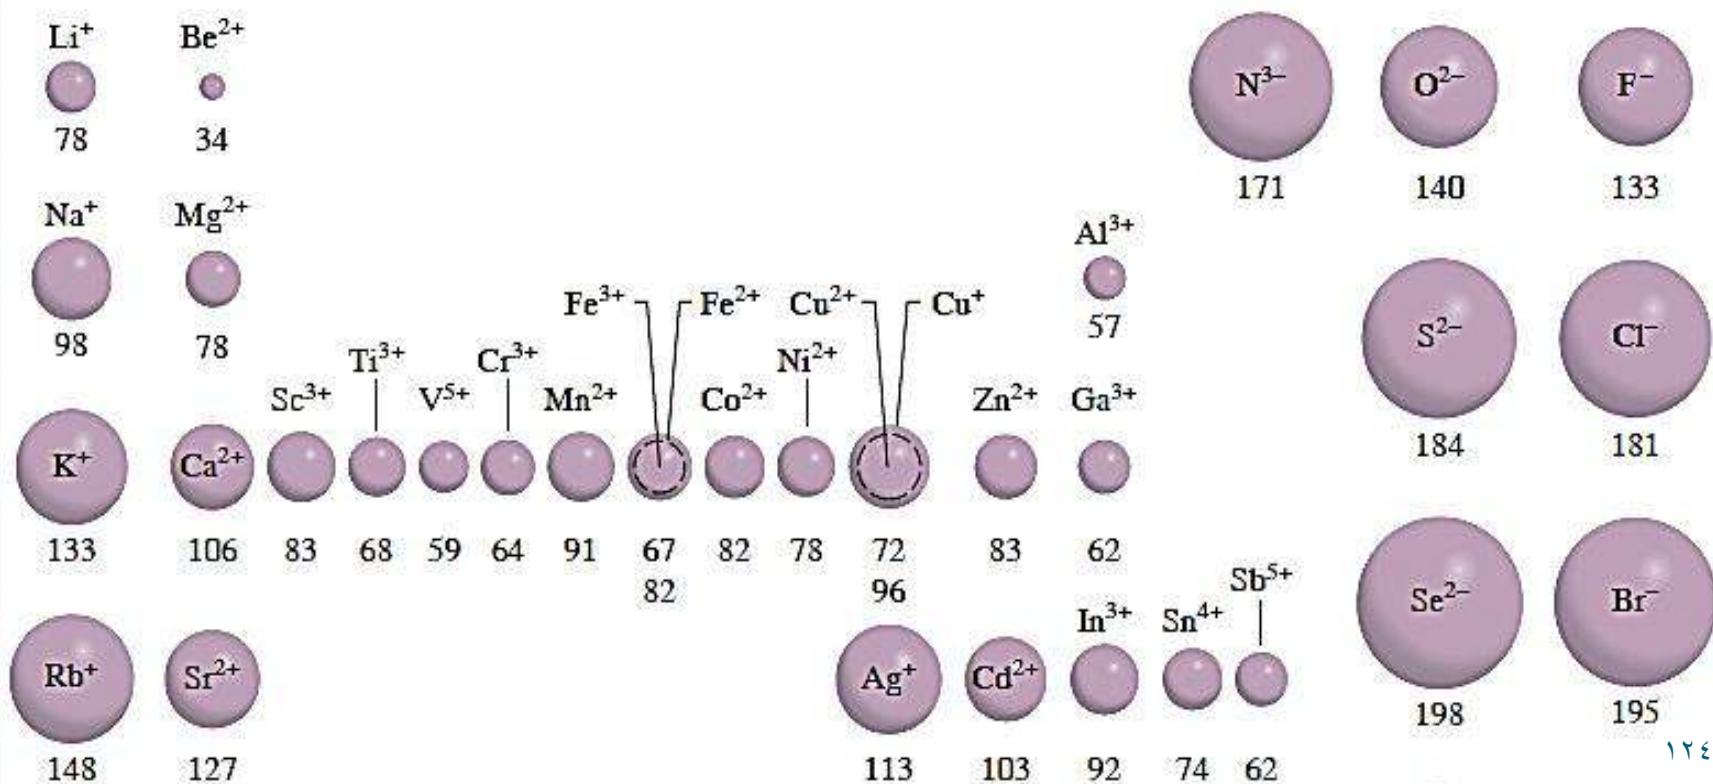 Li⁺ Be²⁺
N³⁻ O²⁻ F⁻
78 34
171 140 133
Na⁺ Mg²⁺
Al³⁺
Fe³⁺ Fe²⁺ Cu²⁺ Cu⁺
57
98 78
S²⁻ Cl⁻
Ti³⁺ Cr³⁺ Ni²⁺
Sc³⁺ V⁵⁺ Mn²⁺ Co²⁺ Zn²⁺ Ga³⁺
184 181
K⁺ Ca²⁺
133 106 83 68 59 64 91 67 82 78 72 83 62
82 96
Sb⁵⁺
Se²⁻ Br⁻
In³⁺ Sn⁴⁺
Rb⁺ Sr²⁺ Ag⁺ Cd²⁺
198 195
١٢٤
148 127 113 103 92 74 62